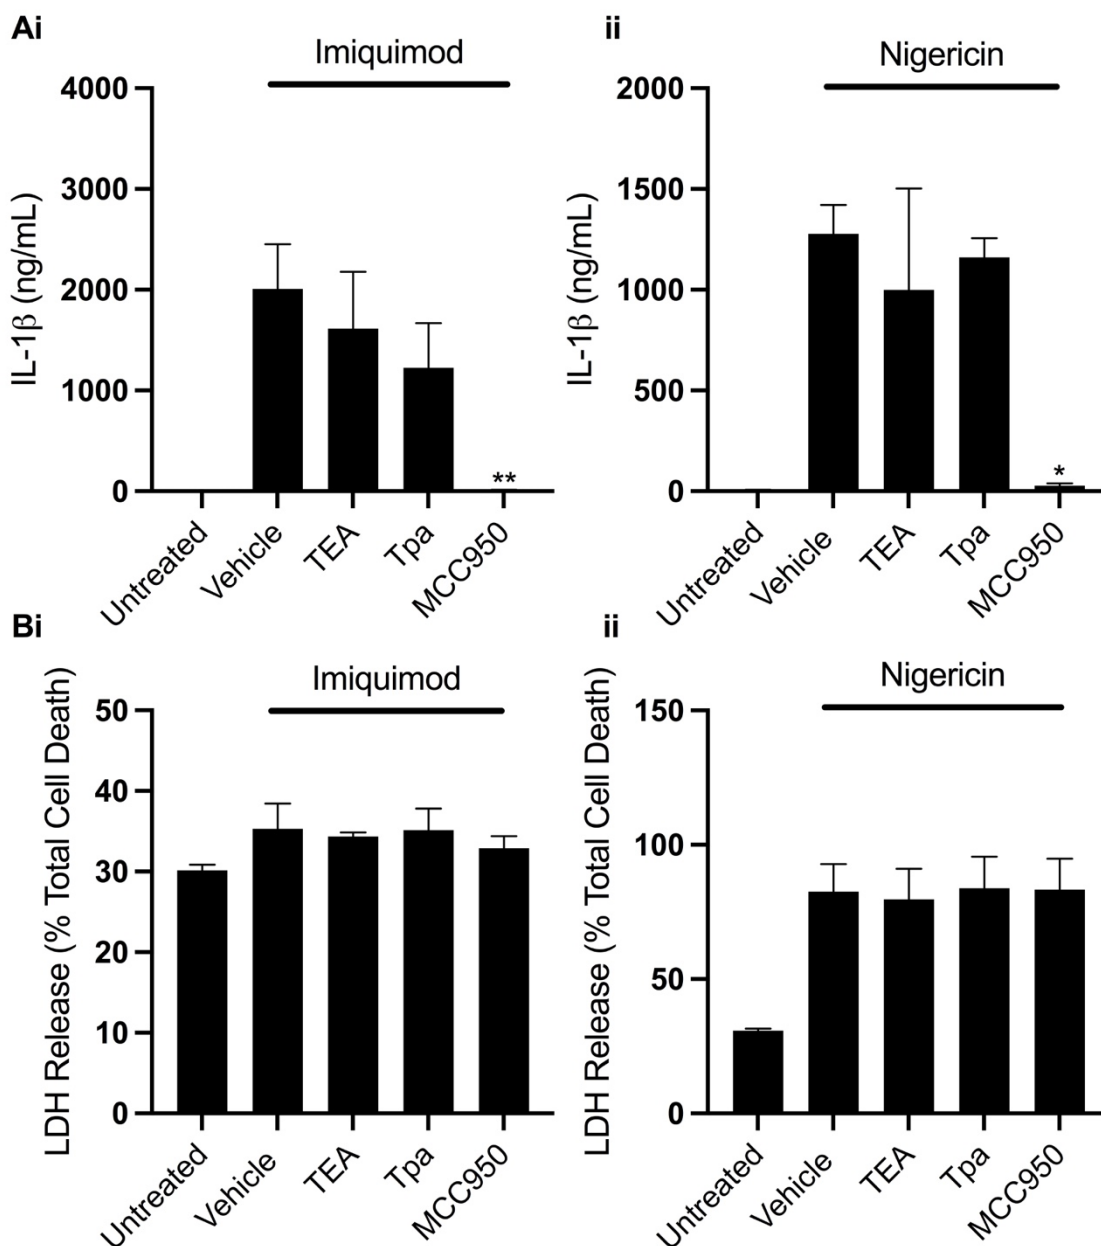 Ai
Imiquimod
4000
3000
2000
1000
0
IL-1β (ng/mL)
Untreated
Vehicle
TEA
Tpa
MCC950
**
ii
Nigericin
2000
1500
1000
500
0
IL-1β (ng/mL)
Untreated
Vehicle
TEA
Tpa
MCC950
*
Bi
Imiquimod
50
40
30
20
10
0
LDH Release (% Total Cell Death)
Untreated
Vehicle
TEA
Tpa
MCC950
ii
Nigericin
150
100
50
0
LDH Release (% Total Cell Death)
Untreated
Vehicle
TEA
Tpa
MCC950